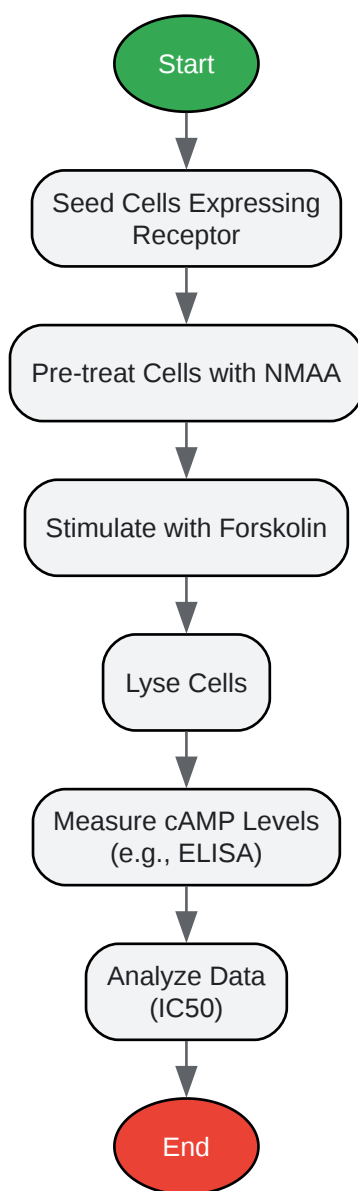 Start
Seed Cells Expressing
Receptor
Pre-treat Cells with NMAA
Stimulate with Forskolin
Lyse Cells
Measure cAMP Levels
(e.g., ELISA)
Analyze Data
(IC50)
End